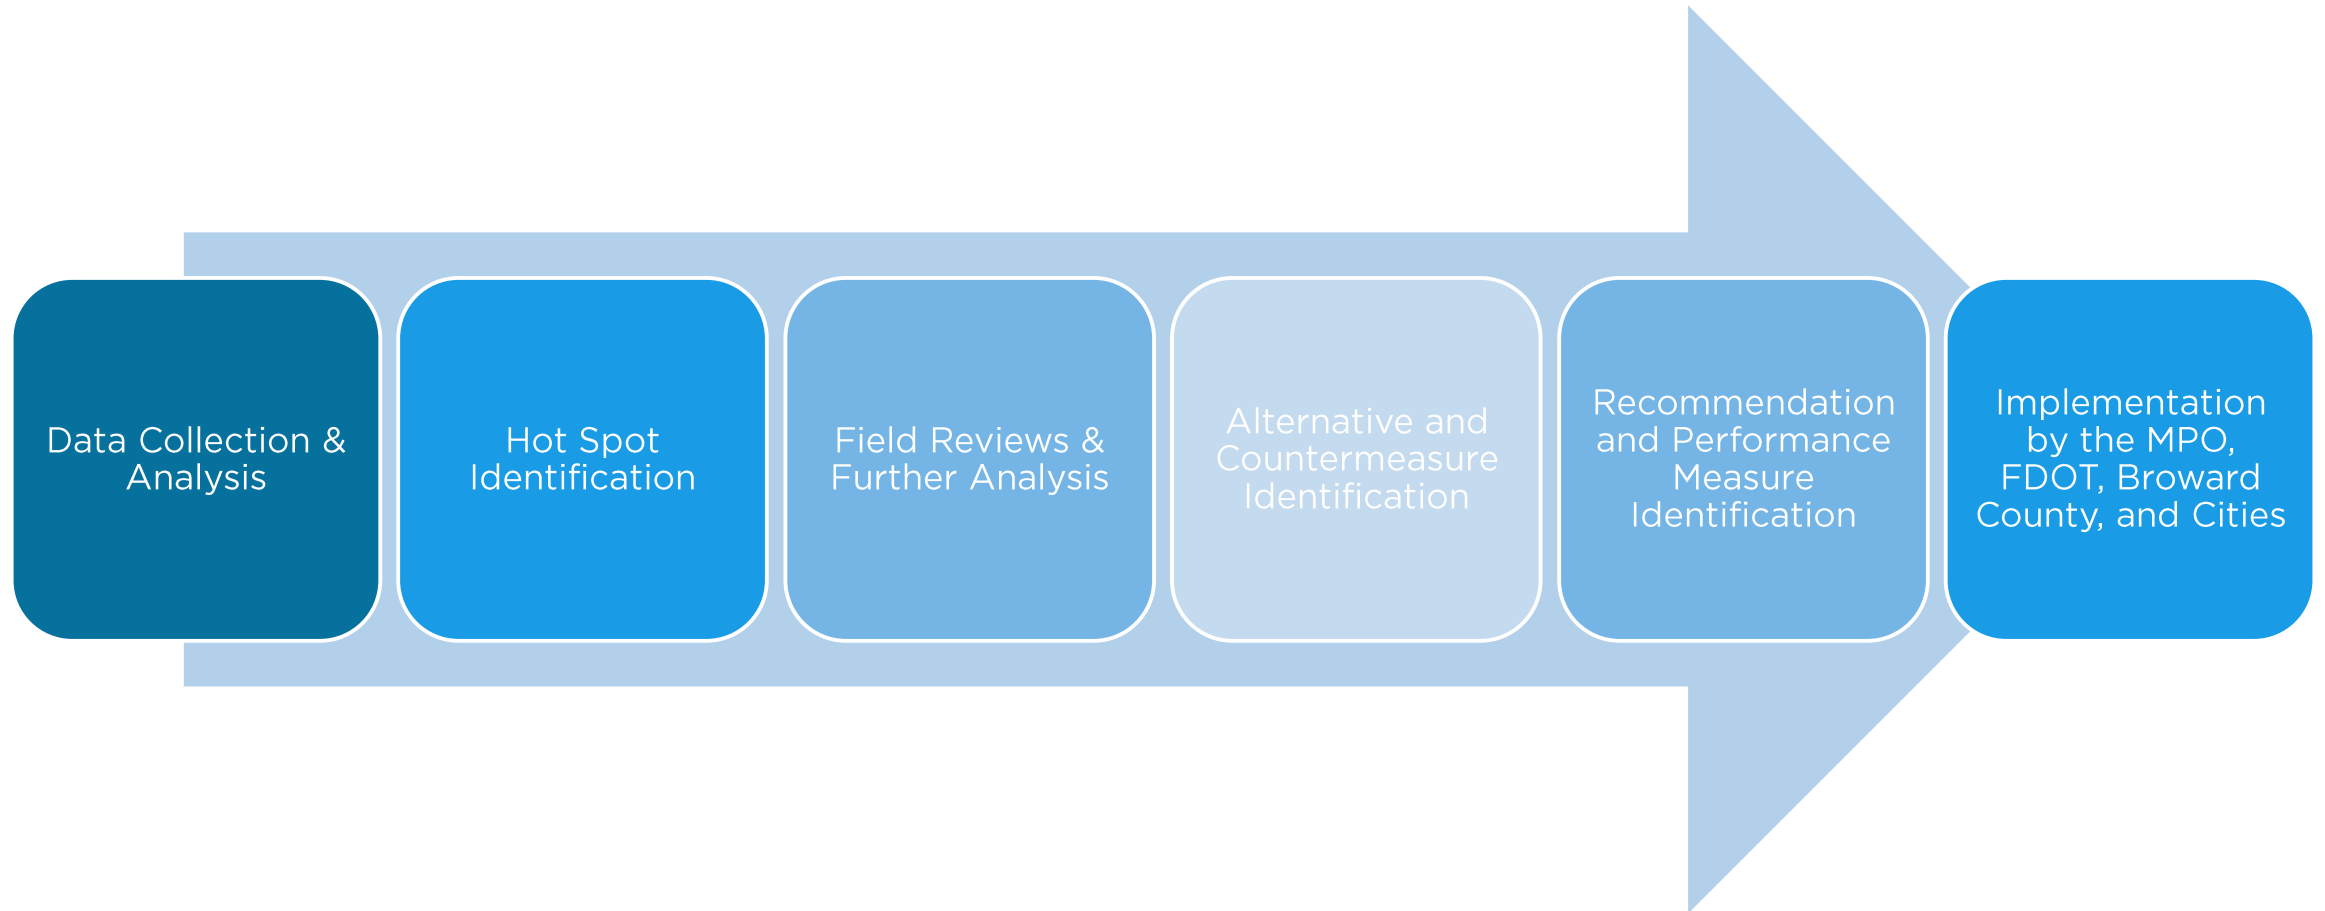 Data Collection &
Analysis
Hot Spot
Identification
Field Reviews &
Further Analysis
Alternative and
Countermeasure
Identification
Recommendation
and Performance
Measure
Identification
Implementation
by the MPO,
FDOT, Broward
County, and Cities